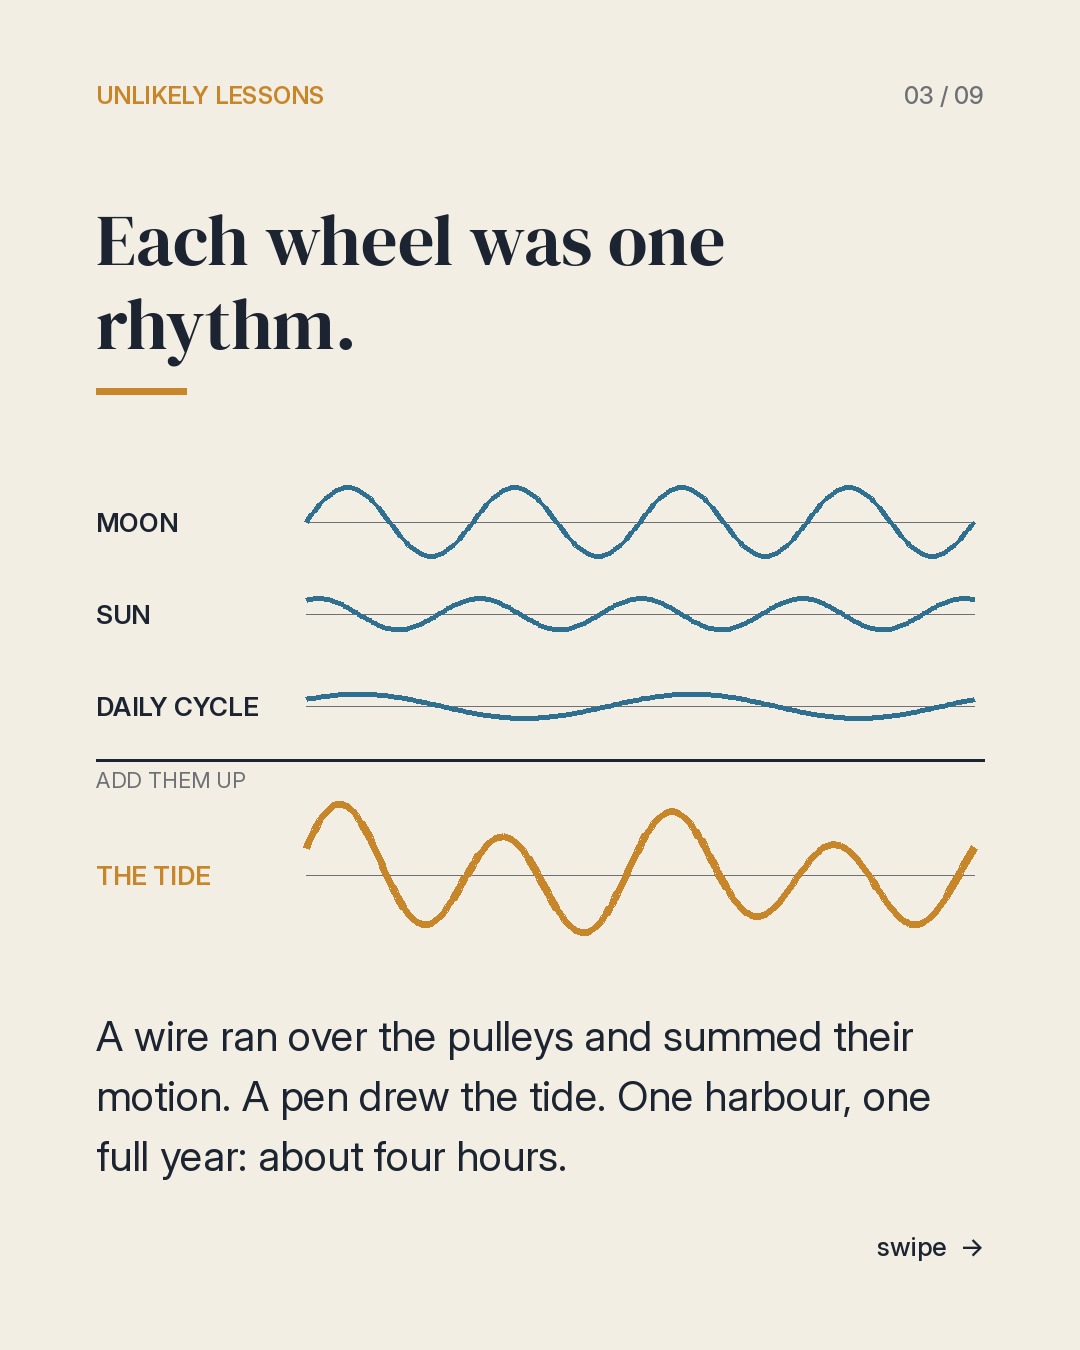 UNLIKELY LESSONS
03 / 09
Each wheel was one
rhythm.
MOON
SUN
DAILY CYCLE
ADD THEM UP
THE TIDE
A wire ran over the pulleys and summed their
motion. A pen drew the tide. One harbour, one
full year: about four hours.
swipe →